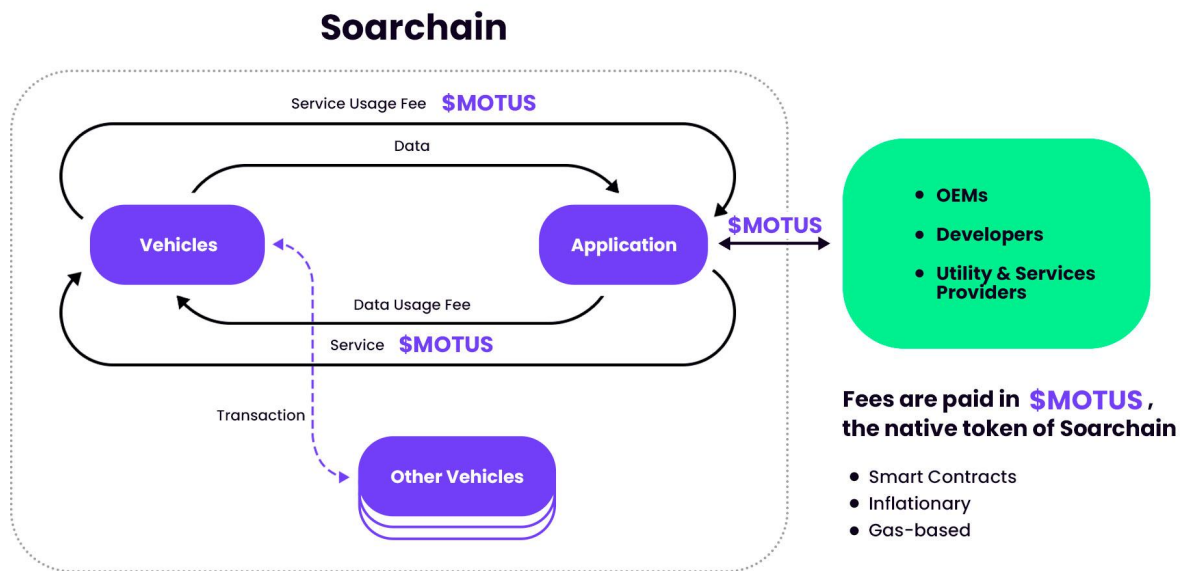 Soarchain
Service Usage Fee $MOTUS
Data
Vehicles
Application
$MOTUS
Data Usage Fee
Service $MOTUS
Transaction
Other Vehicles
• OEMs
• Developers
• Utility & Services
Providers
Fees are paid in $MOTUS,
the native token of Soarchain
• Smart Contracts
• Inflationary
• Gas-based